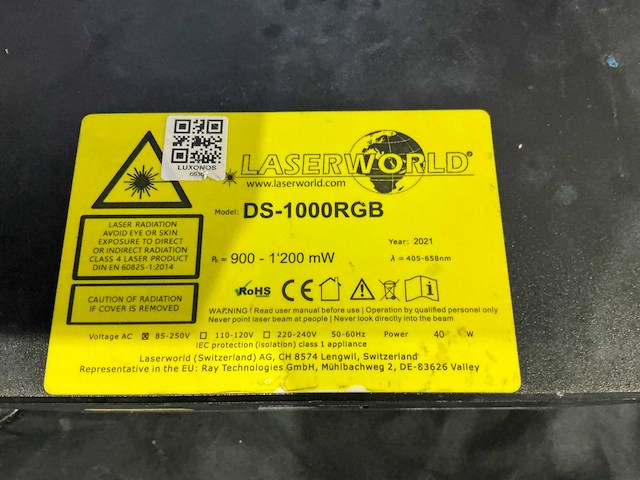 LUXONOS
LASERWORLD®
www.laserworld.com
Model: DS-1000RGB
LASER RADIATION
AVOID EYE OR SKIN
EXPOSURE TO DIRECT
OR INDIRECT RADIATION
CLASS 4 LASER PRODUCT
DIN EN 60825-1:2014
Year: 2021
= 900 - 1'200 mW
λ = 405-658nm
CAUTION OF RADIATION
IF COVER IS REMOVED
RoHS CE
WARNING! Read user manual before use | Operation by qualified personel only
Never point laser beam at people | Never look directly into the beam
Voltage AC ☒ 85-250V ☐ 110-120V ☐ 220-240V 50-60Hz Power 40 W
IEC protection (isolation) class 1 appliance
Laserworld (Switzerland) AG, CH 8574 Lengwil, Switzerland
Representative in the EU: Ray Technologies GmbH, Mühlbachweg 2, DE-83626 Valley